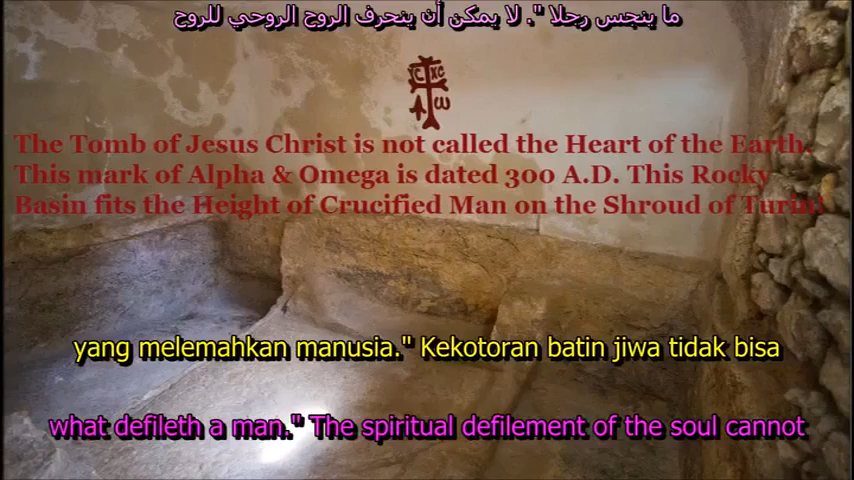 ما ينجس رجلا ". لا يمكن أن ينحرف الروح الروحي للروح
ΥC XC
Α ω
The Tomb of Jesus Christ is not called the Heart of the Earth.
This mark of Alpha & Omega is dated 300 A.D. This Rocky
Basin fits the Height of Crucified Man on the Shroud of Turin!
yang melemahkan manusia." Kekotoran batin jiwa tidak bisa
what defileth a man." The spiritual defilement of the soul cannot